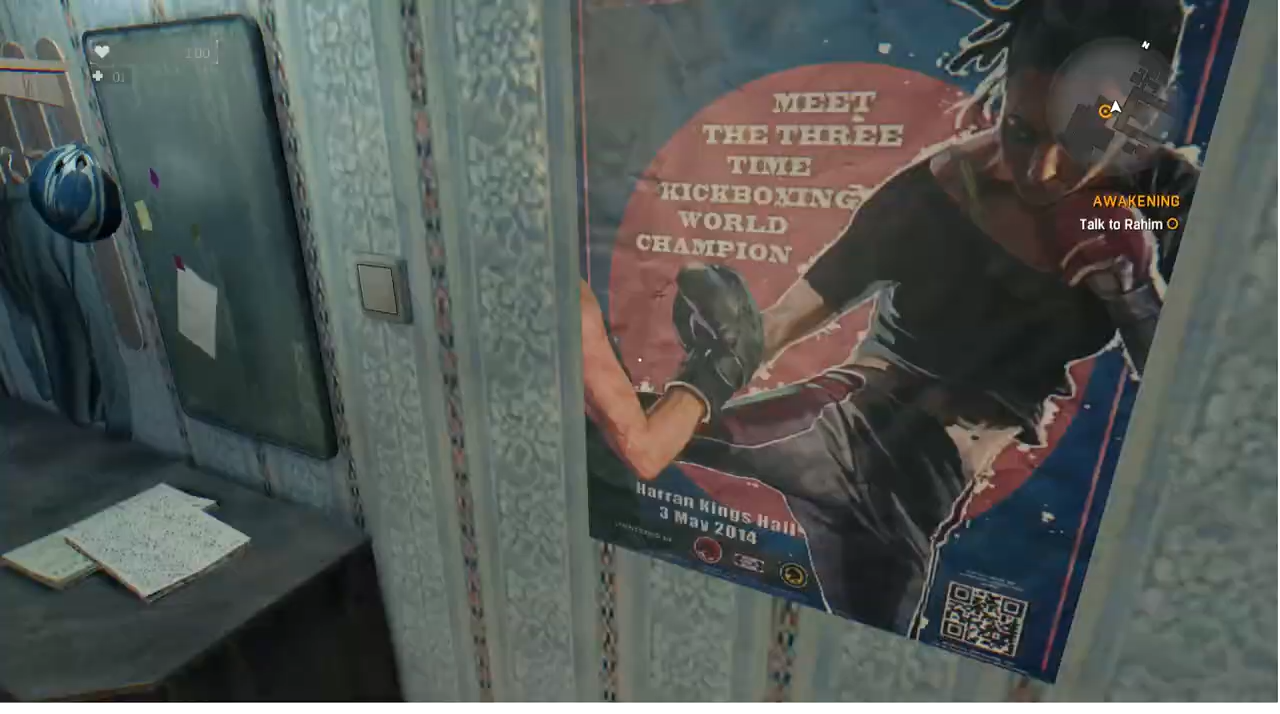 100
01
N
AWAKENING
Talk to Rahim
MEET
THE THREE
TIME
KICKBOXING
WORLD
CHAMPION
Harran Kings Hall
3 May 2014